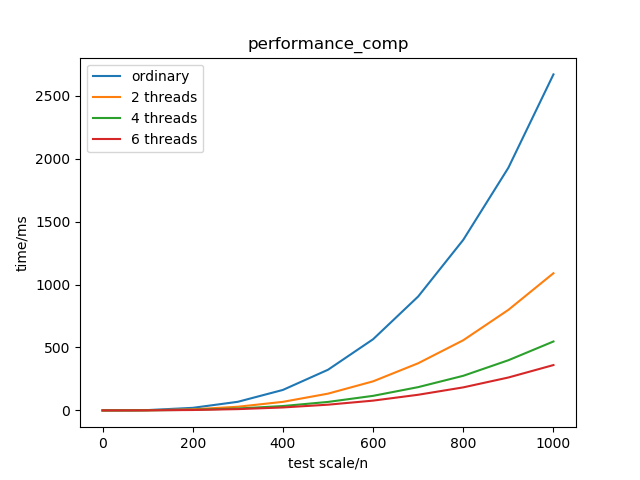 performance_comp
ordinary
2 threads
4 threads
6 threads
2500
2000
1500
1000
500
0
time/ms
0 200 400 600 800 1000
test scale/n